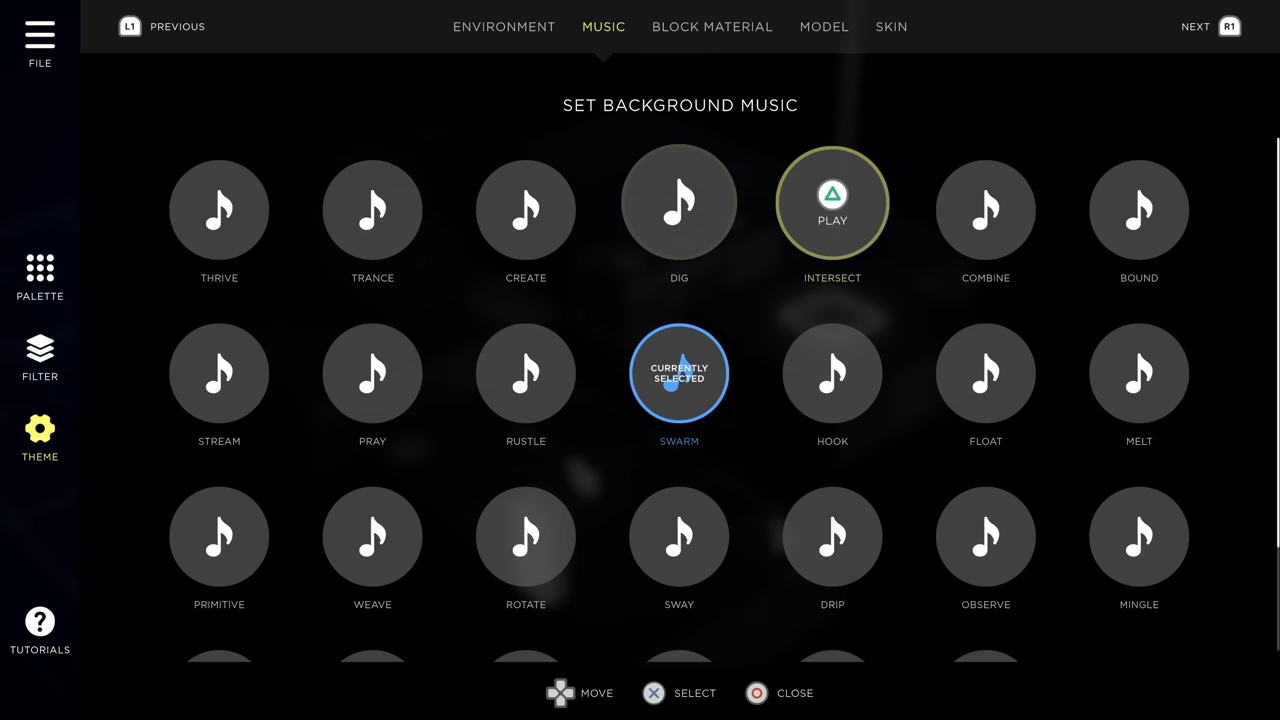 L1 PREVIOUS
ENVIRONMENT MUSIC BLOCK MATERIAL MODEL SKIN
NEXT R1
FILE
PALETTE
FILTER
THEME
TUTORIALS
SET BACKGROUND MUSIC
PLAY
THRIVE TRANCE CREATE DIG INTERSECT COMBINE BOUND
CURRENTLY
SELECTED
STREAM PRAY RUSTLE SWARM HOOK FLOAT MELT
PRIMITIVE WEAVE ROTATE SWAY DRIP OBSERVE MINGLE
MOVE SELECT CLOSE